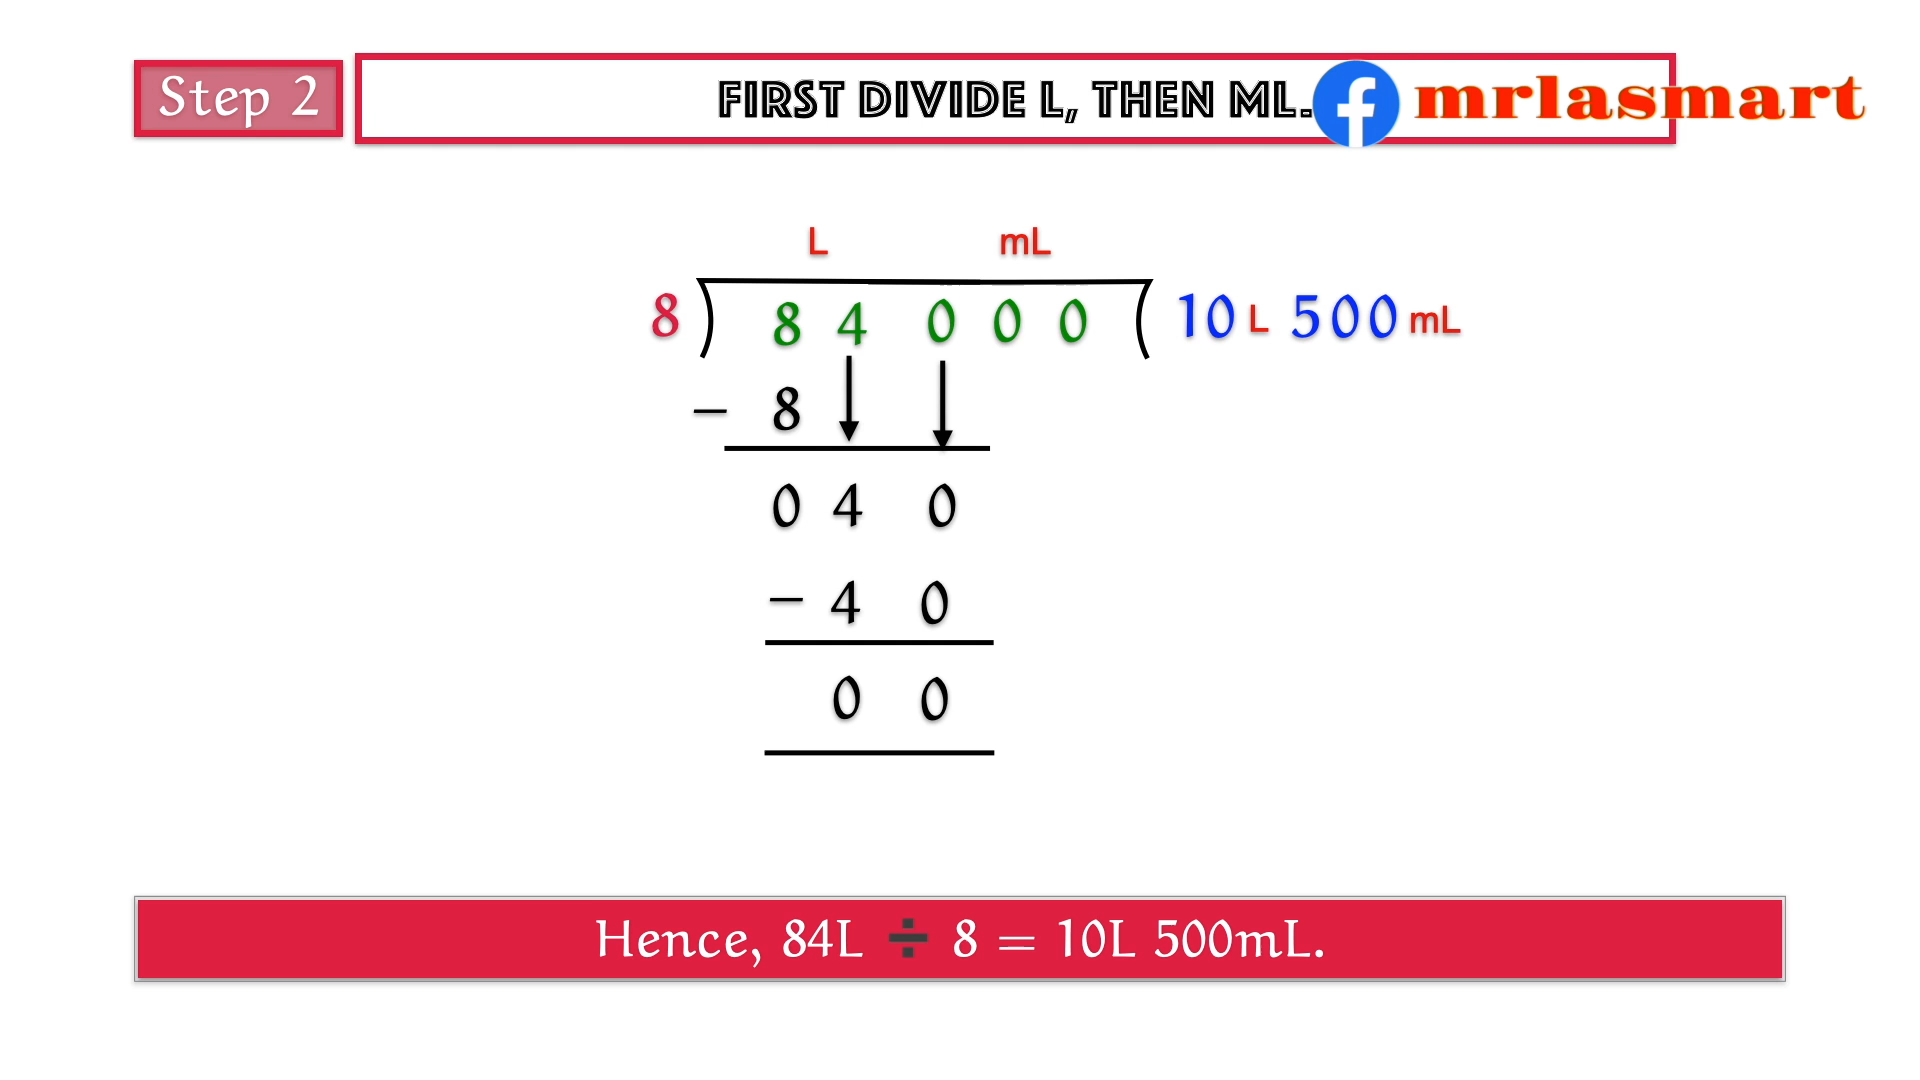 Step 2
FIRST DIVIDE L, THEN ML.
f mrlasmart
L mL
8 ) 8 4 0 0 0 ( 10 L 500 mL
− 8
0 4 0
− 4 0
0 0
Hence, 84L ÷ 8 = 10L 500mL.